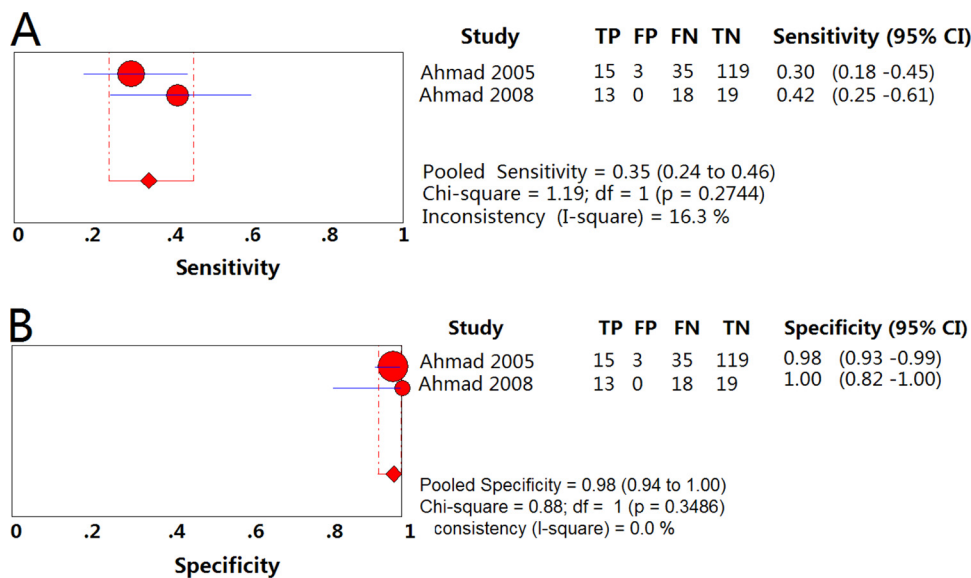 A
Study TP FP FN TN Sensitivity (95% CI)
Ahmad 2005 15 3 35 119 0.30 (0.18 -0.45)
Ahmad 2008 13 0 18 19 0.42 (0.25 -0.61)
Pooled Sensitivity = 0.35 (0.24 to 0.46)
Chi-square = 1.19; df = 1 (p = 0.2744)
Inconsistency (I-square) = 16.3 %
0 .2 .4 .6 .8 1
Sensitivity
B
Study TP FP FN TN Specificity (95% CI)
Ahmad 2005 15 3 35 119 0.98 (0.93 -0.99)
Ahmad 2008 13 0 18 19 1.00 (0.82 -1.00)
Pooled Specificity = 0.98 (0.94 to 1.00)
Chi-square = 0.88; df = 1 (p = 0.3486)
consistency (I-square) = 0.0 %
0 .2 .4 .6 .8 1
Specificity